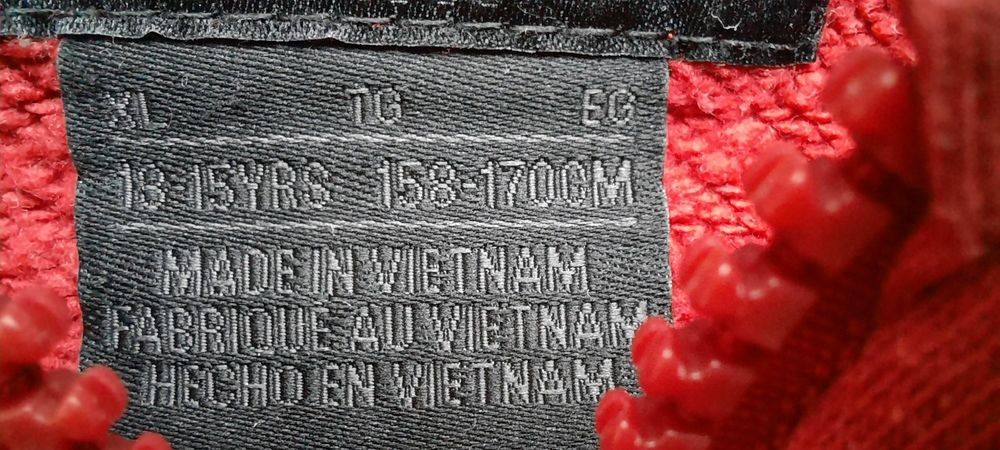 XL TG EG
13-15YRS 158-170CM
MADE IN VIETNAM
FABRIQUE AU VIETNAM
HECHO EN VIETNAM